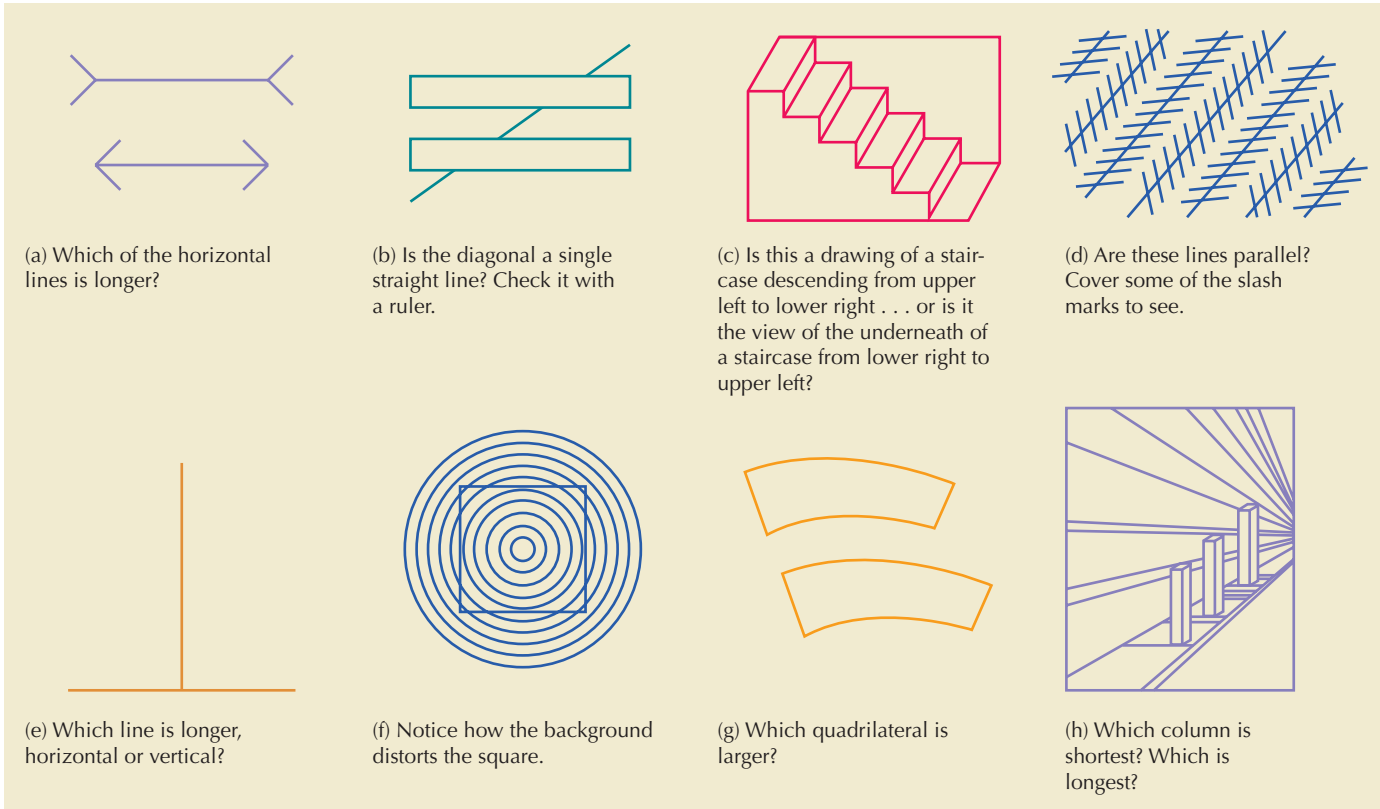 (a) Which of the horizontal
lines is longer?
(b) Is the diagonal a single
straight line? Check it with
a ruler.
(c) Is this a drawing of a stair-
case descending from upper
left to lower right . . . or is it
the view of the underneath of
a staircase from lower right to
upper left?
(d) Are these lines parallel?
Cover some of the slash
marks to see.
(e) Which line is longer,
horizontal or vertical?
(f) Notice how the background
distorts the square.
(g) Which quadrilateral is
larger?
(h) Which column is
shortest? Which is
longest?